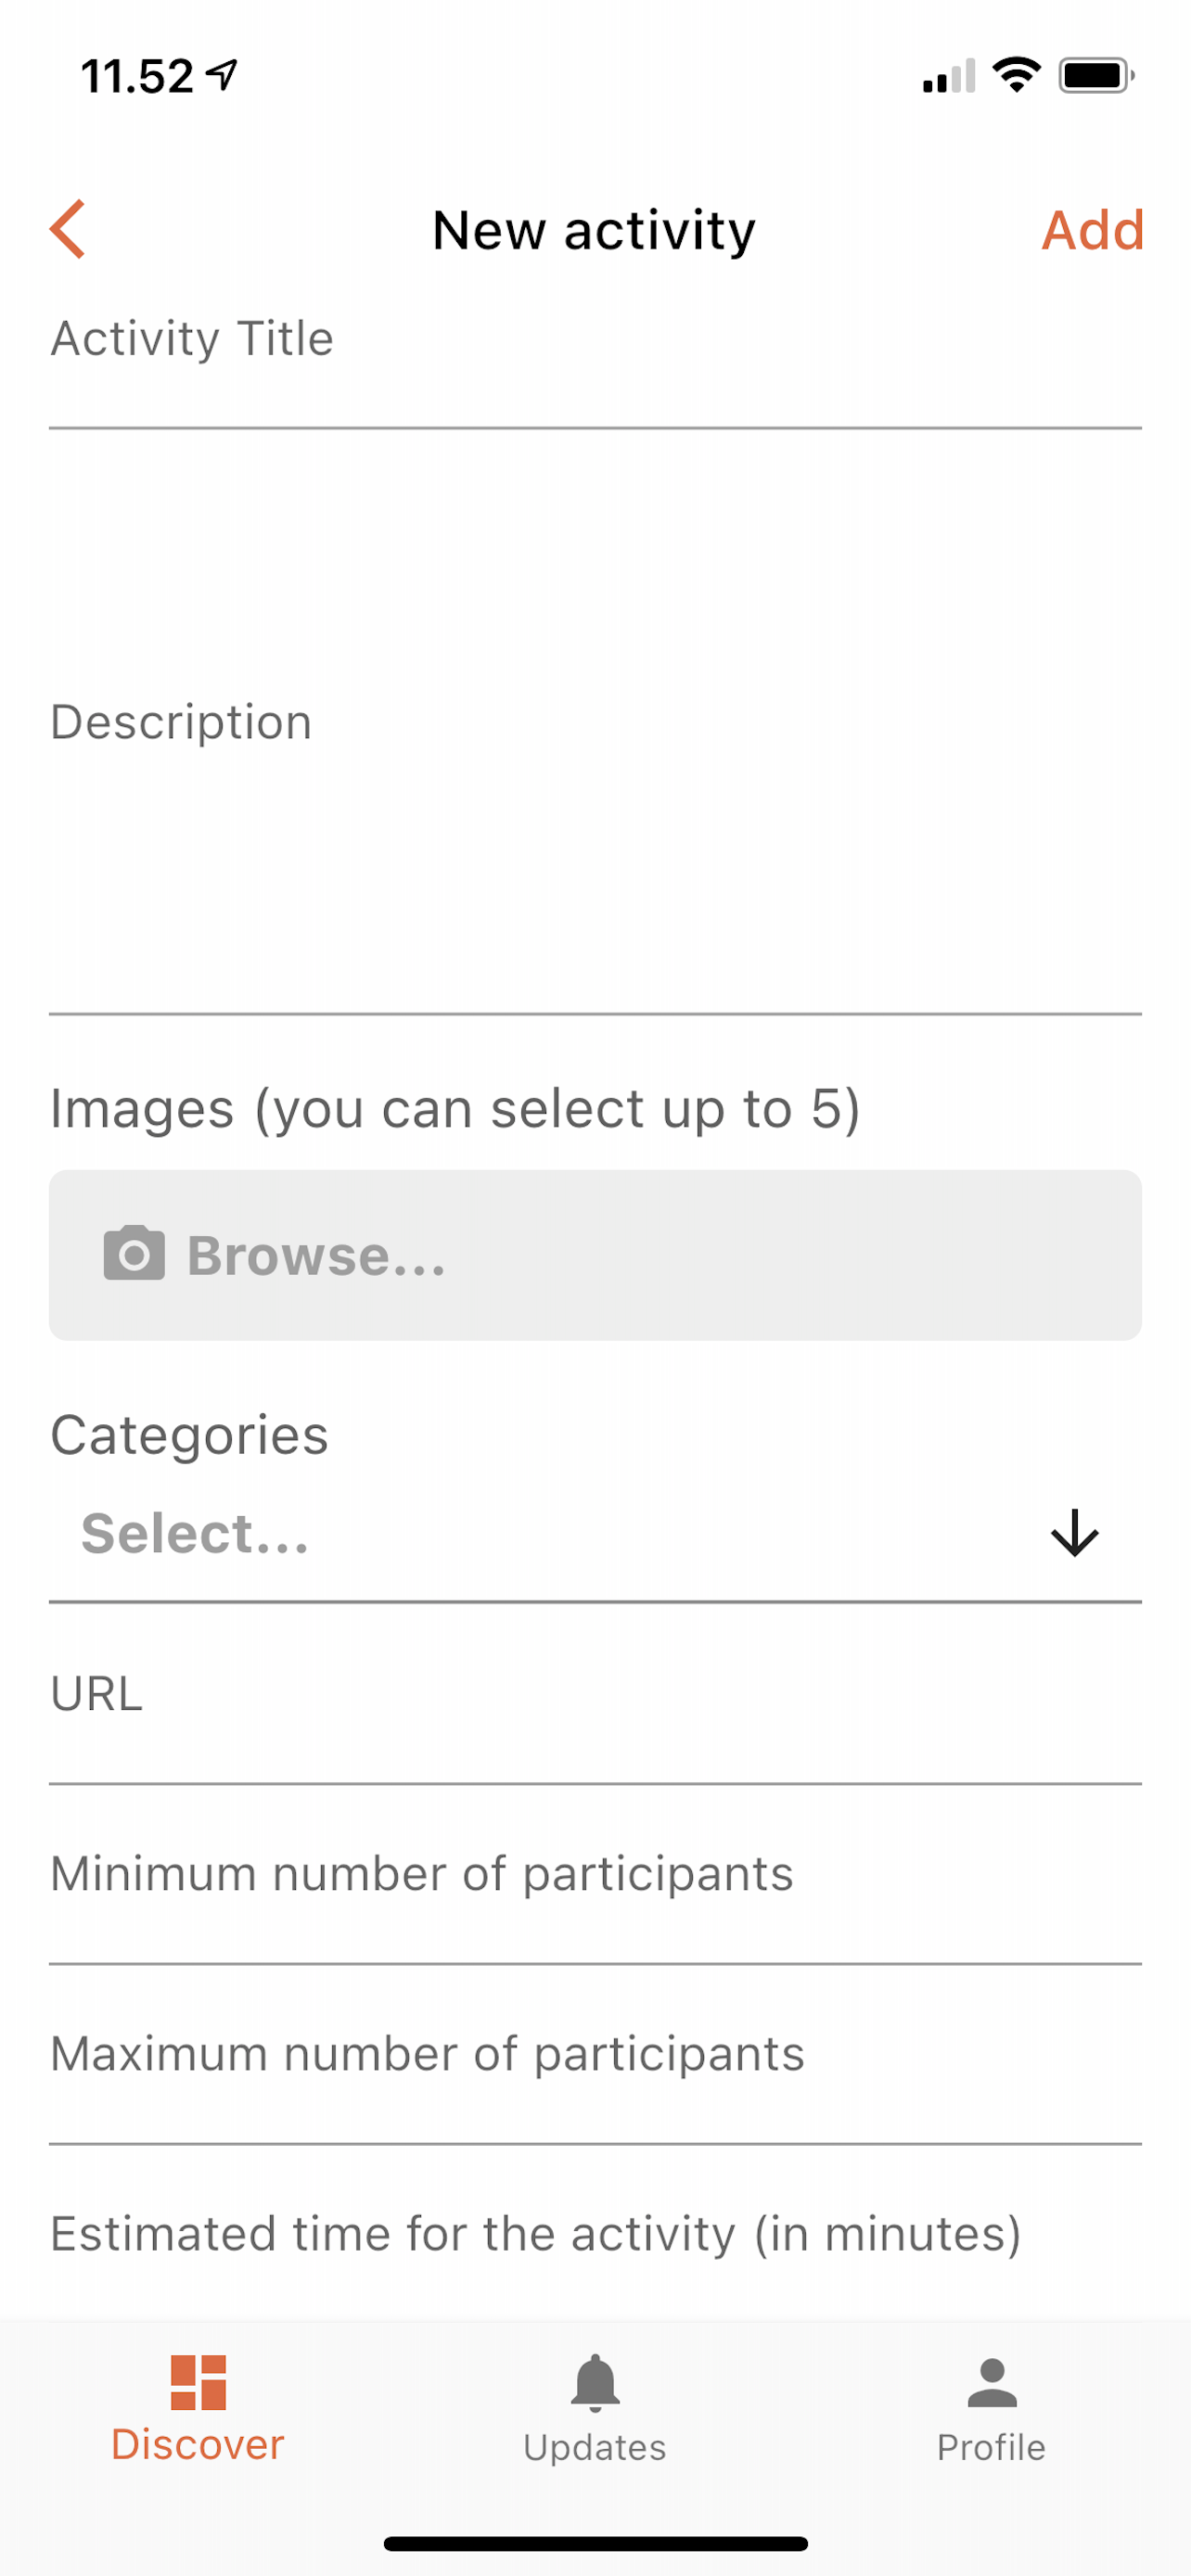 11.52
New activity
Add
Activity Title
Description
Images (you can select up to 5)
Browse...
Categories
Select...
URL
Minimum number of participants
Maximum number of participants
Estimated time for the activity (in minutes)
Discover
Updates
Profile